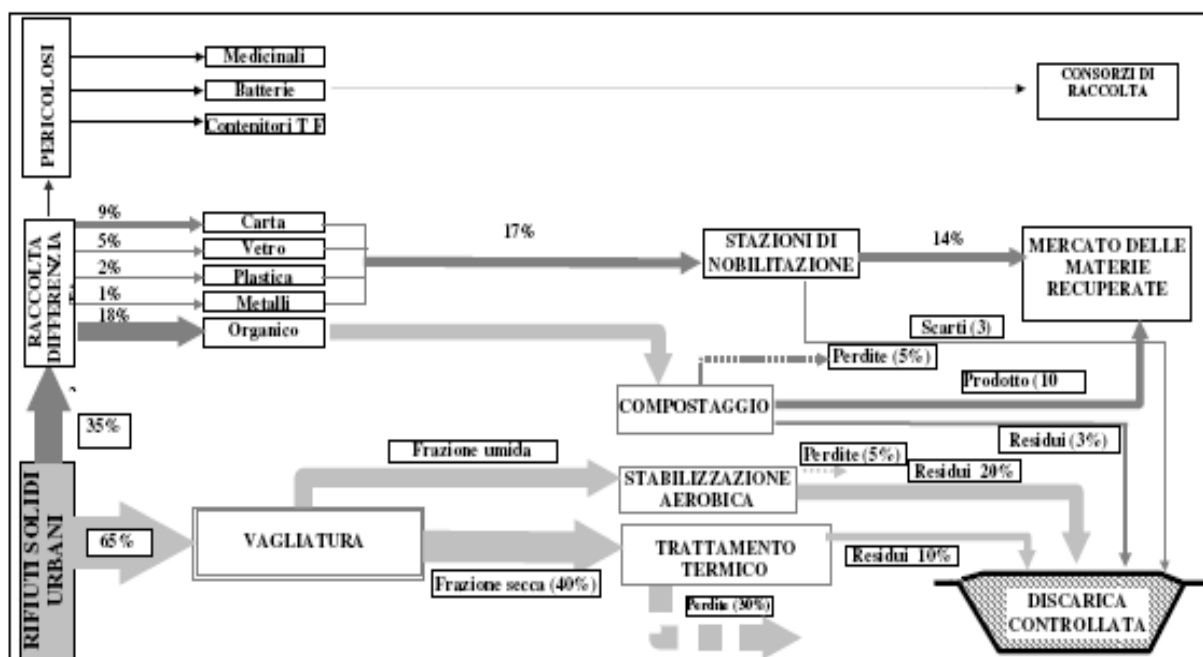 PERICOLOSI
Medicinali
Batterie
Contenitori T F
CONSORZI DI
RACCOLTA
RACCOLTA
DIFFERENZIA
9%
Carta
5%
Vetro
2%
Plastica
1%
Metalli
18%
Organico
17%
STAZIONI DI
NOBILITAZIONE
14%
MERCATO DELLE
MATERIE
RECUPERATE
Scarti (3)
Perdite (5%)
COMPOSTAGGIO
Prodotto (10
Residui (3%)
35%
RIFIUTI SOLIDI
URBANI
65%
VAGLIATURA
Frazione umida
STABILIZZAZIONE
AEROBICA
Perdite (5%)
Residui 20%
Frazione secca (40%)
TRATTAMENTO
TERMICO
Residui 10%
Perdite (30%)
DISCARICA
CONTROLLATA